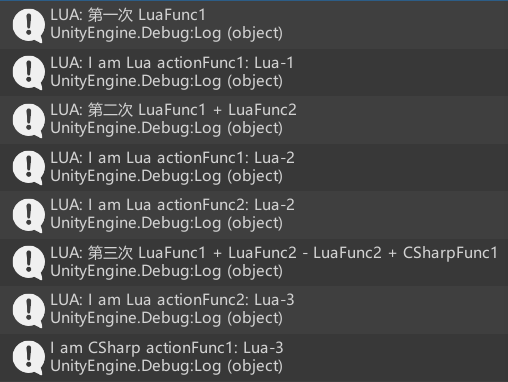 LUA: 第一次 LuaFunc1
UnityEngine.Debug:Log (object)
LUA: I am Lua actionFunc1: Lua-1
UnityEngine.Debug:Log (object)
LUA: 第二次 LuaFunc1 + LuaFunc2
UnityEngine.Debug:Log (object)
LUA: I am Lua actionFunc1: Lua-2
UnityEngine.Debug:Log (object)
LUA: I am Lua actionFunc2: Lua-2
UnityEngine.Debug:Log (object)
LUA: 第三次 LuaFunc1 + LuaFunc2 - LuaFunc2 + CSharpFunc1
UnityEngine.Debug:Log (object)
LUA: I am Lua actionFunc2: Lua-3
UnityEngine.Debug:Log (object)
I am CSharp actionFunc1: Lua-3
UnityEngine.Debug:Log (object)